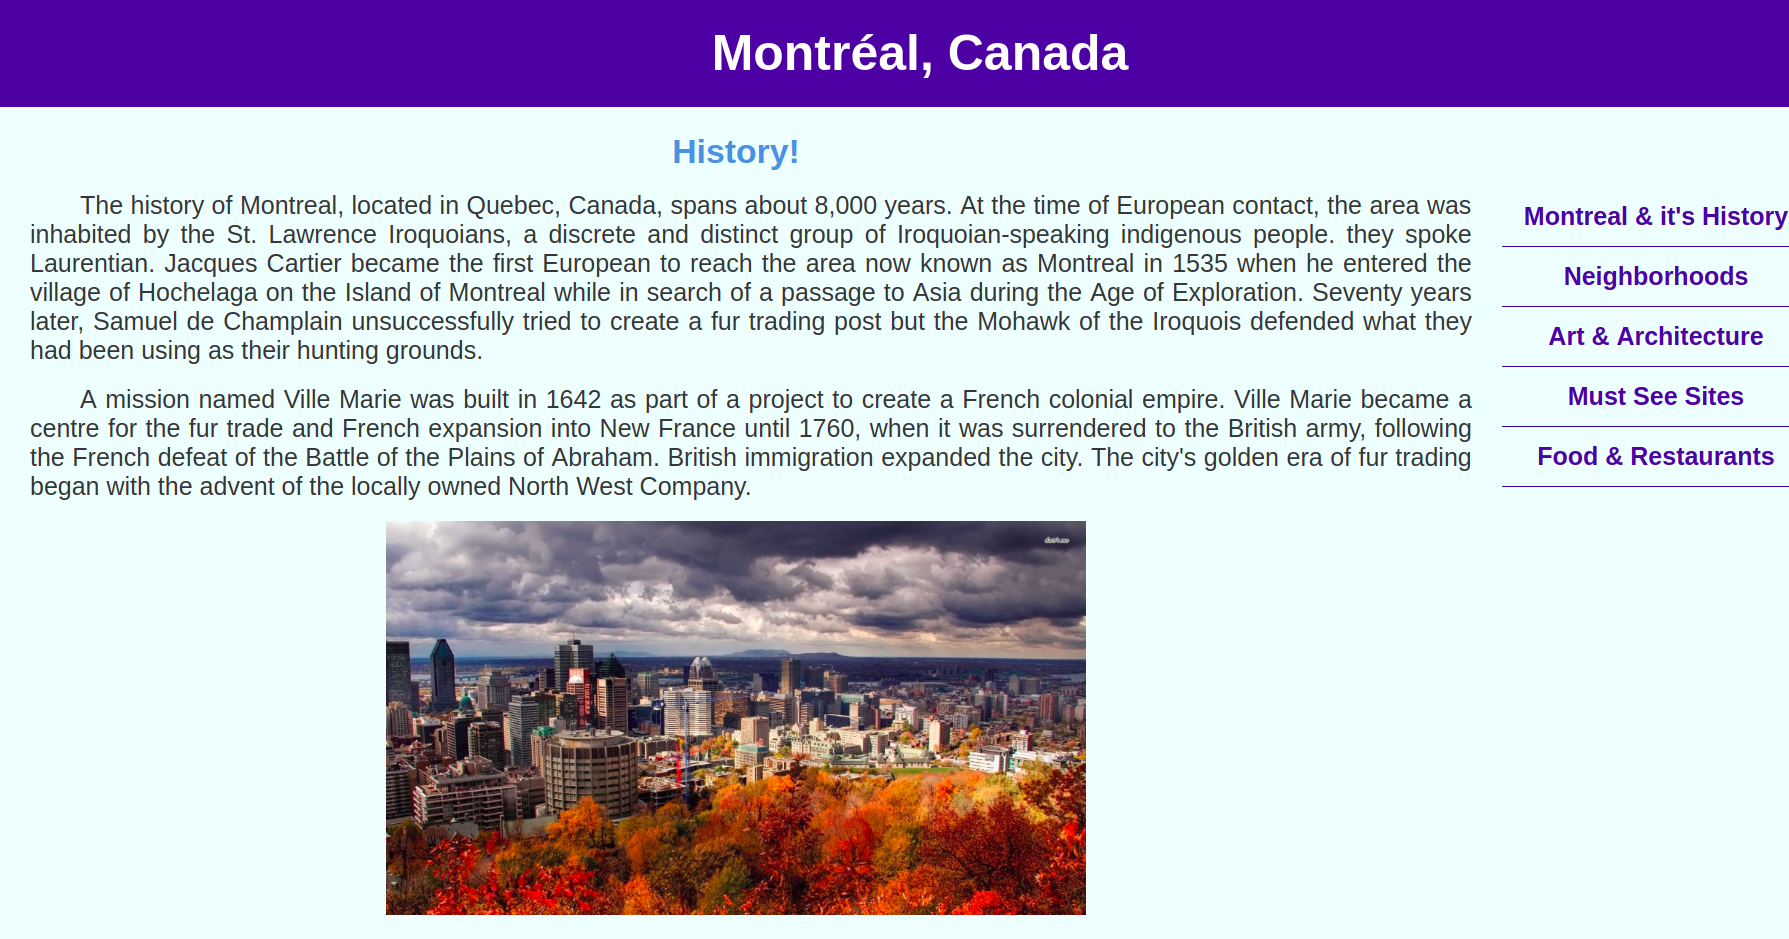 Montréal, Canada
History!
The history of Montreal, located in Quebec, Canada, spans about 8,000 years. At the time of European contact, the area was
inhabited by the St. Lawrence Iroquoians, a discrete and distinct group of Iroquoian-speaking indigenous people. they spoke
Laurentian. Jacques Cartier became the first European to reach the area now known as Montreal in 1535 when he entered the
village of Hochelaga on the Island of Montreal while in search of a passage to Asia during the Age of Exploration. Seventy years
later, Samuel de Champlain unsuccessfully tried to create a fur trading post but the Mohawk of the Iroquois defended what they
had been using as their hunting grounds.
A mission named Ville Marie was built in 1642 as part of a project to create a French colonial empire. Ville Marie became a
centre for the fur trade and French expansion into New France until 1760, when it was surrendered to the British army, following
the French defeat of the Battle of the Plains of Abraham. British immigration expanded the city. The city's golden era of fur trading
began with the advent of the locally owned North West Company.
Montreal & it's History
Neighborhoods
Art & Architecture
Must See Sites
Food & Restaurants